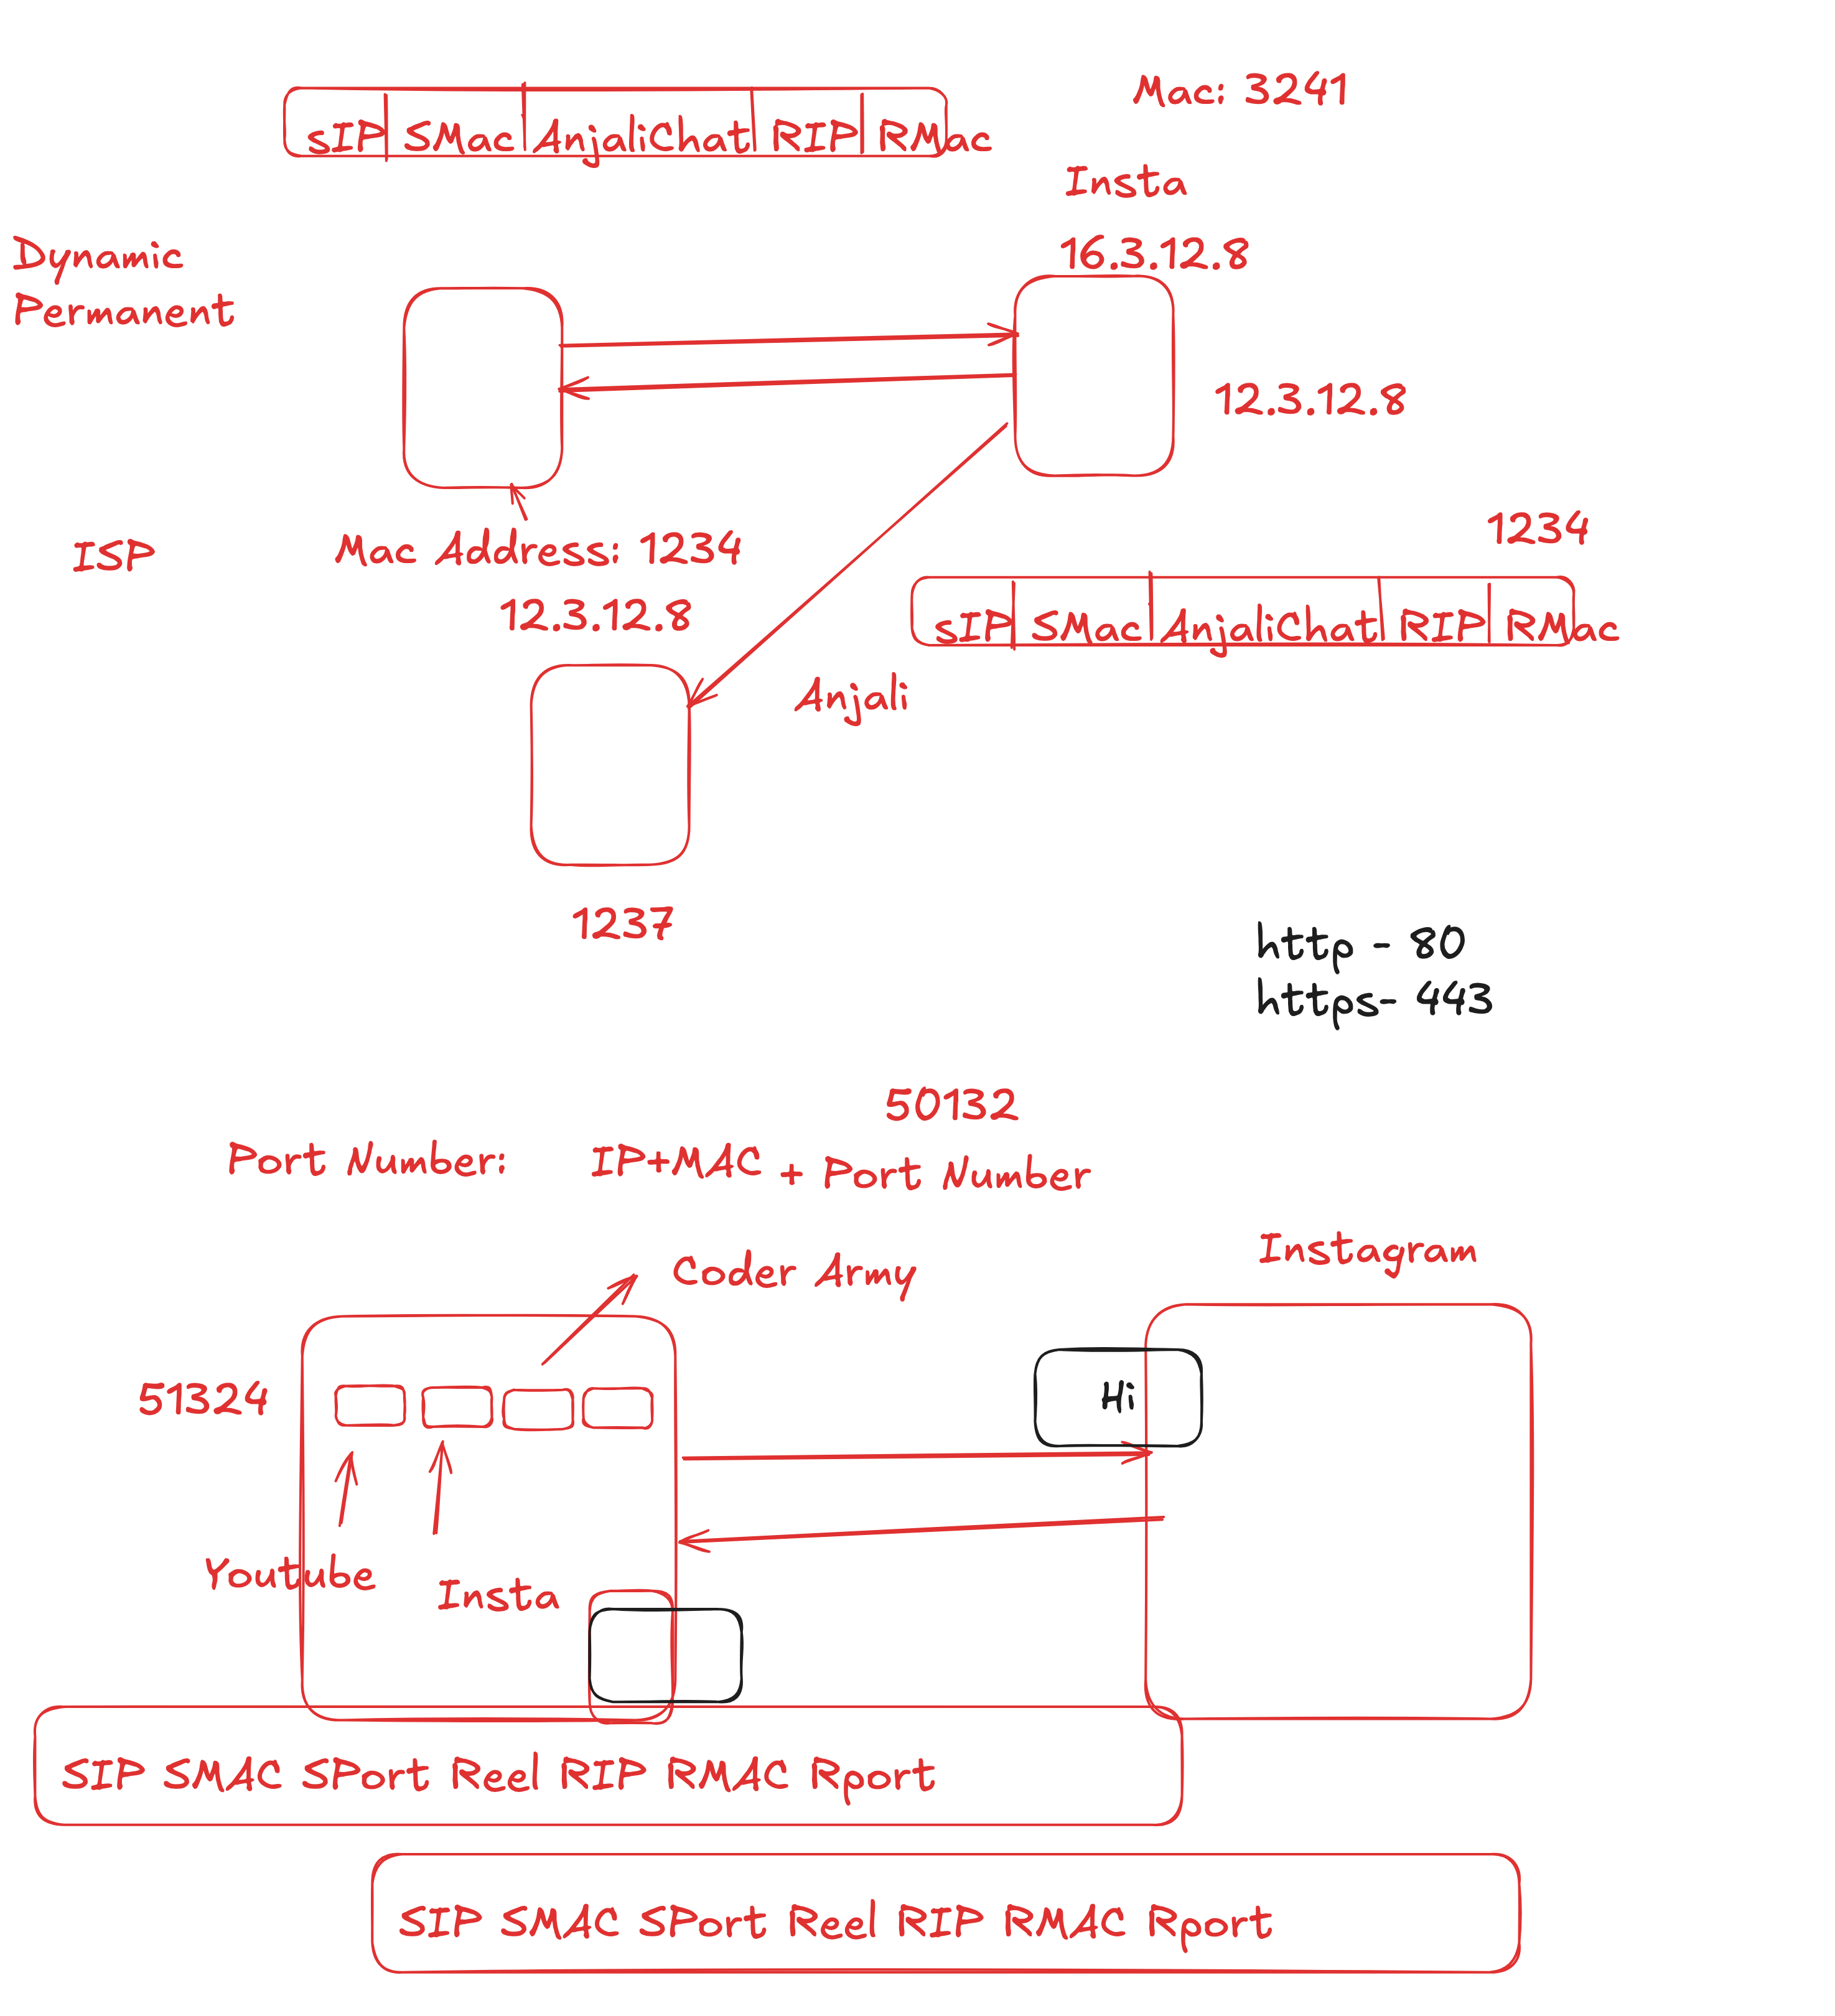 Mac: 3241
sIP SMac AnjaliChat RIP RMac
Insta
16.3.12.8
Dynamic
Permanent
12.3.12.8
1234
ISP
Mac Address: 1234
12.3.12.8
sIP SMac AnjaliChat RIP RMac
Anjali
1237
http - 80
https- 443
50132
Port Number:
IP+MAC + Port Number
Instagram
Coder Army
51324
Hi
Youtube
Insta
SIP SMAC SPort Reel RIP RMAC Rport
SIP SMC SPort Reel RIP RMC Rport